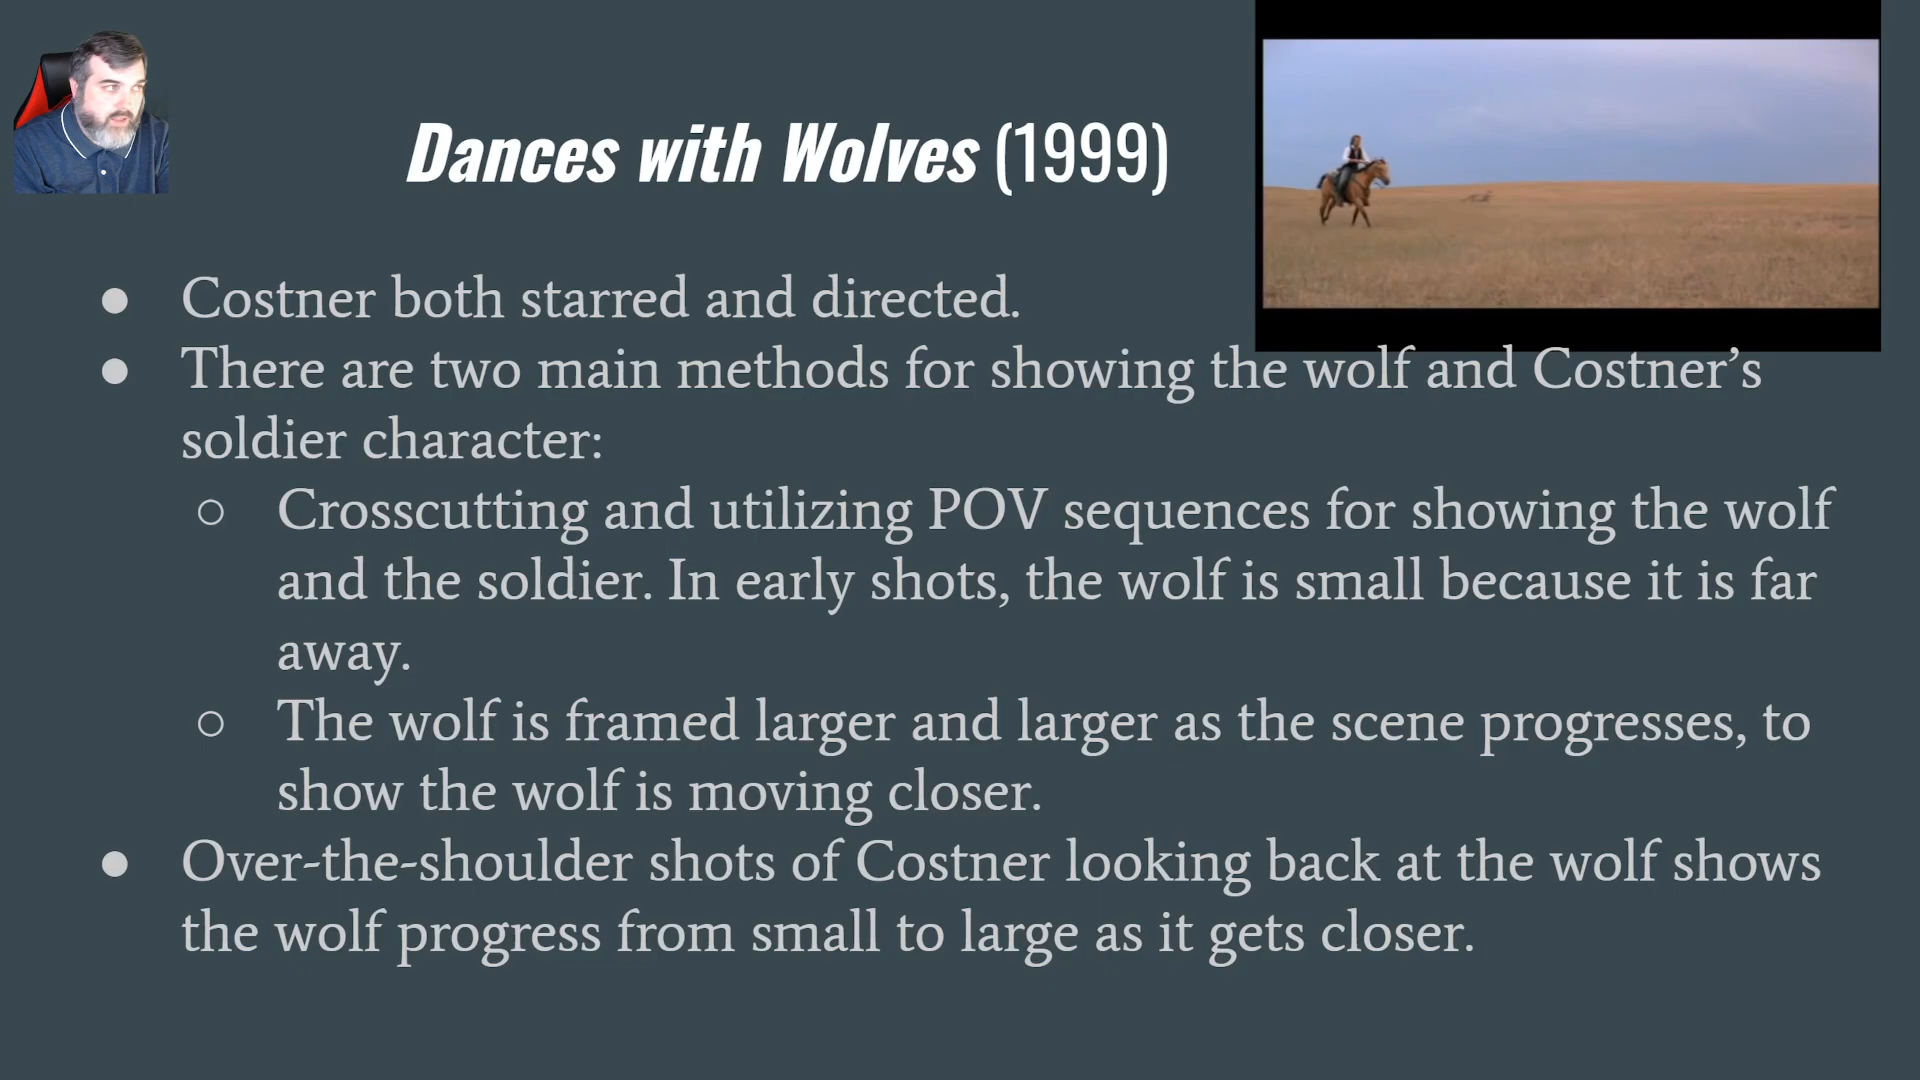 Dances with Wolves (1999)
● Costner both starred and directed.
● There are two main methods for showing the wolf and Costner’s
soldier character:
○ Crosscutting and utilizing POV sequences for showing the wolf
and the soldier. In early shots, the wolf is small because it is far
away.
○ The wolf is framed larger and larger as the scene progresses, to
show the wolf is moving closer.
● Over-the-shoulder shots of Costner looking back at the wolf shows
the wolf progress from small to large as it gets closer.